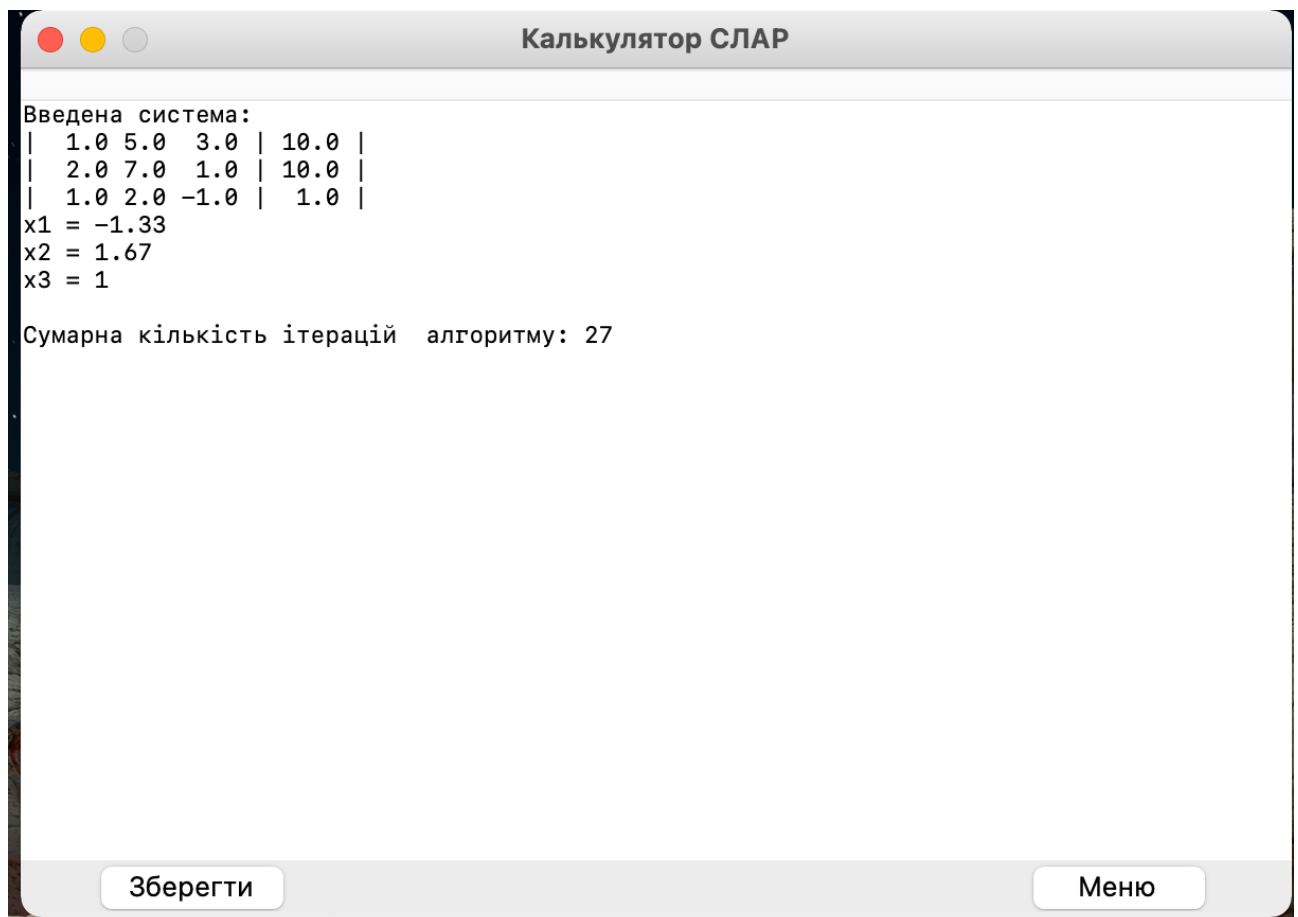 Калькулятор СЛАР
Введена система:
|  1.0 5.0  3.0 | 10.0 |
|  2.0 7.0  1.0 | 10.0 |
|  1.0 2.0 -1.0 |  1.0 |
x1 = -1.33
x2 = 1.67
x3 = 1
Сумарна кількість ітерацій  алгоритму: 27
Зберегти
Меню